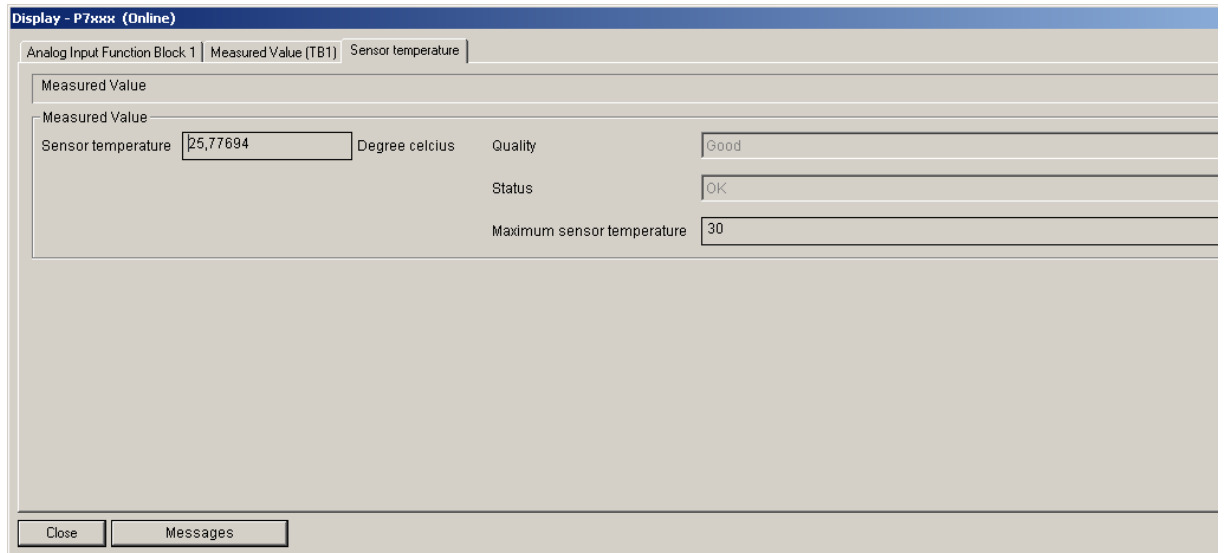 Display - P7xxx (Online)
Analog Input Function Block 1 Measured Value (TB1) Sensor temperature
Measured Value
Measured Value
Sensor temperature 25,77694 Degree celcius Quality Good
Status OK
Maximum sensor temperature 30
Close Messages